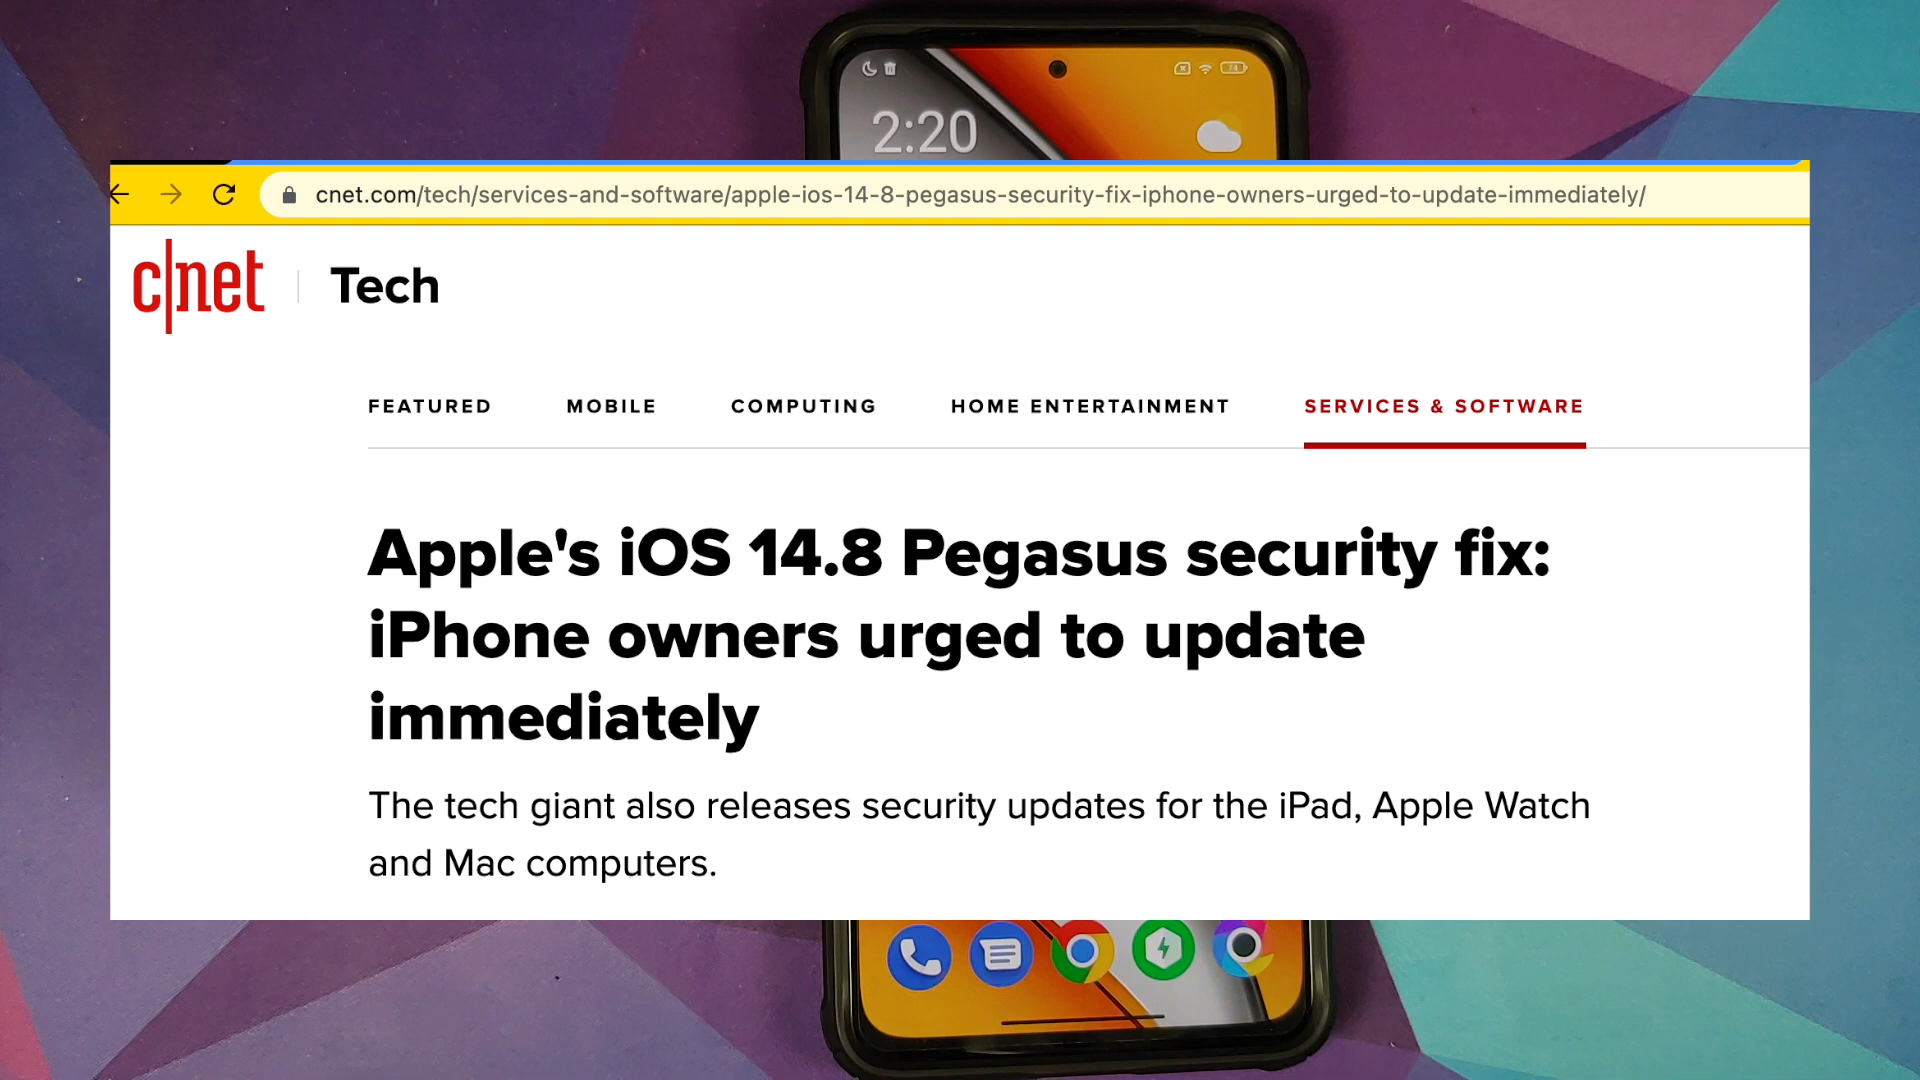 2:20
74
cnet.com/tech/services-and-software/apple-ios-14-8-pegasus-security-fix-iphone-owners-urged-to-update-immediately/
c|net | Tech
FEATURED MOBILE COMPUTING HOME ENTERTAINMENT SERVICES & SOFTWARE
Apple's iOS 14.8 Pegasus security fix:
iPhone owners urged to update
immediately
The tech giant also releases security updates for the iPad, Apple Watch
and Mac computers.